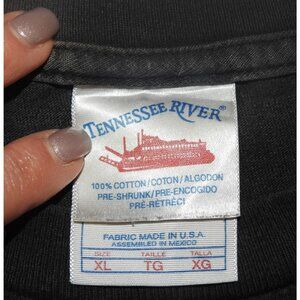 TENNESSEE RIVER®
100% COTTON/COTON/ALGODON
PRE-SHRUNK/PRE-ENCOGIDO
PRÉ-RÉTRÉCI
FABRIC MADE IN U.S.A.
ASSEMBLED IN MEXICO
SIZE TAILLE TALLA
XL TG XG